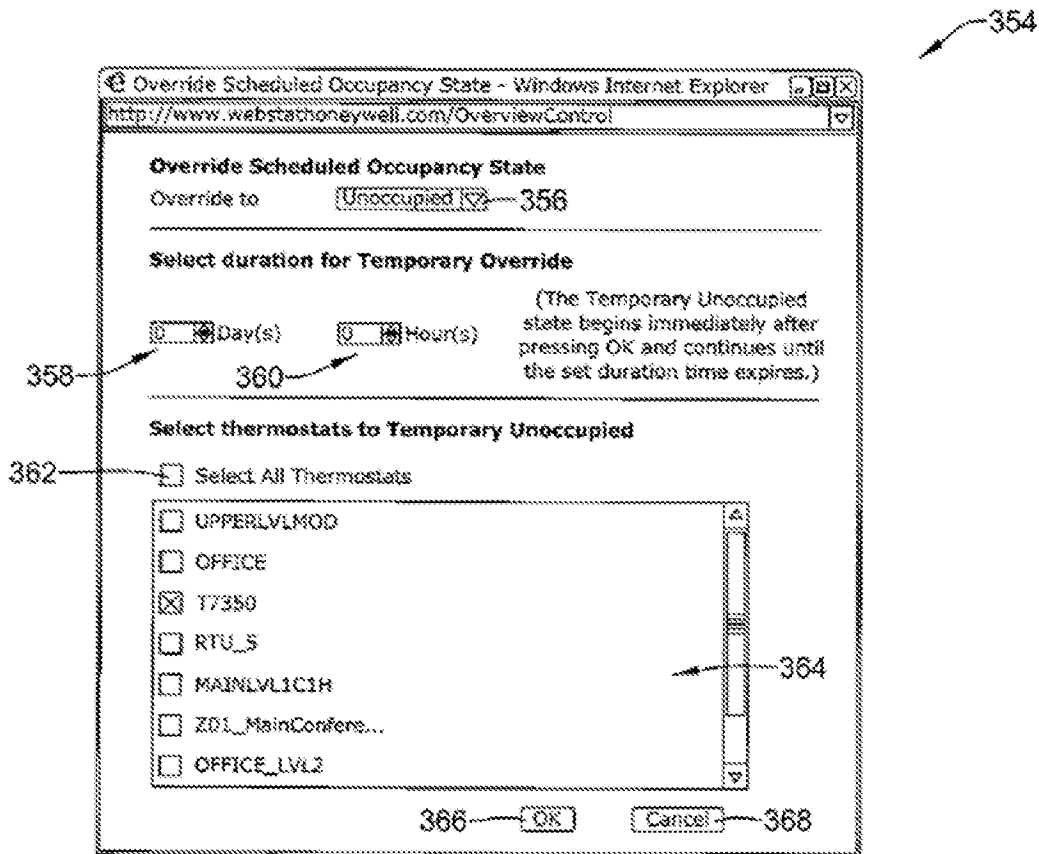 354
Override Scheduled Occupancy State - Windows Internet Explorer
http://www.webstathoneywell.com/OverviewControl
Override Scheduled Occupancy State
Override to Unoccupied 356
Select duration for Temporary Override
0 Day(s) 0 Hour(s)
(The Temporary Unoccupied
state begins immediately after
pressing OK and continues until
the set duration time expires.)
358 360
Select thermostats to Temporary Unoccupied
362 Select All Thermostats
UPPERLVLMOD
OFFICE
T7350
RTU_5
MAINLVL1C1H
364
Z01_MainConfere...
OFFICE_LVL2
366 OK Cancel 368